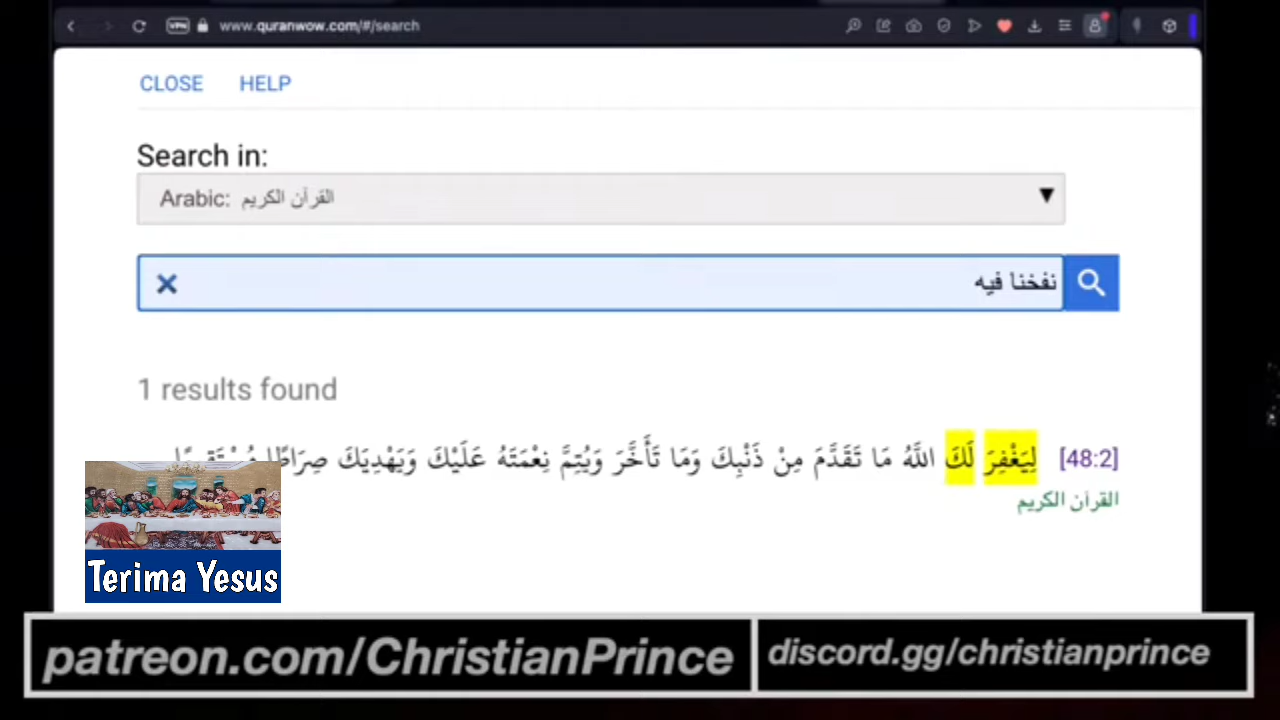 VPN www.quranwow.com/#/search
CLOSE HELP
Search in:
Arabic: القرآن الكريم
نفخنا فيه
1 results found
[48:2] لِيَغْفِرَ لَكَ اللَّهُ مَا تَقَدَّمَ مِنْ ذَنْبِكَ وَمَا تَأَخَّرَ وَيُتِمَّ نِعْمَتَهُ عَلَيْكَ وَيَهْدِيَكَ صِرَاطًا
القرآن الكريم
Terima Yesus
patreon.com/ChristianPrince
discord.gg/christianprince